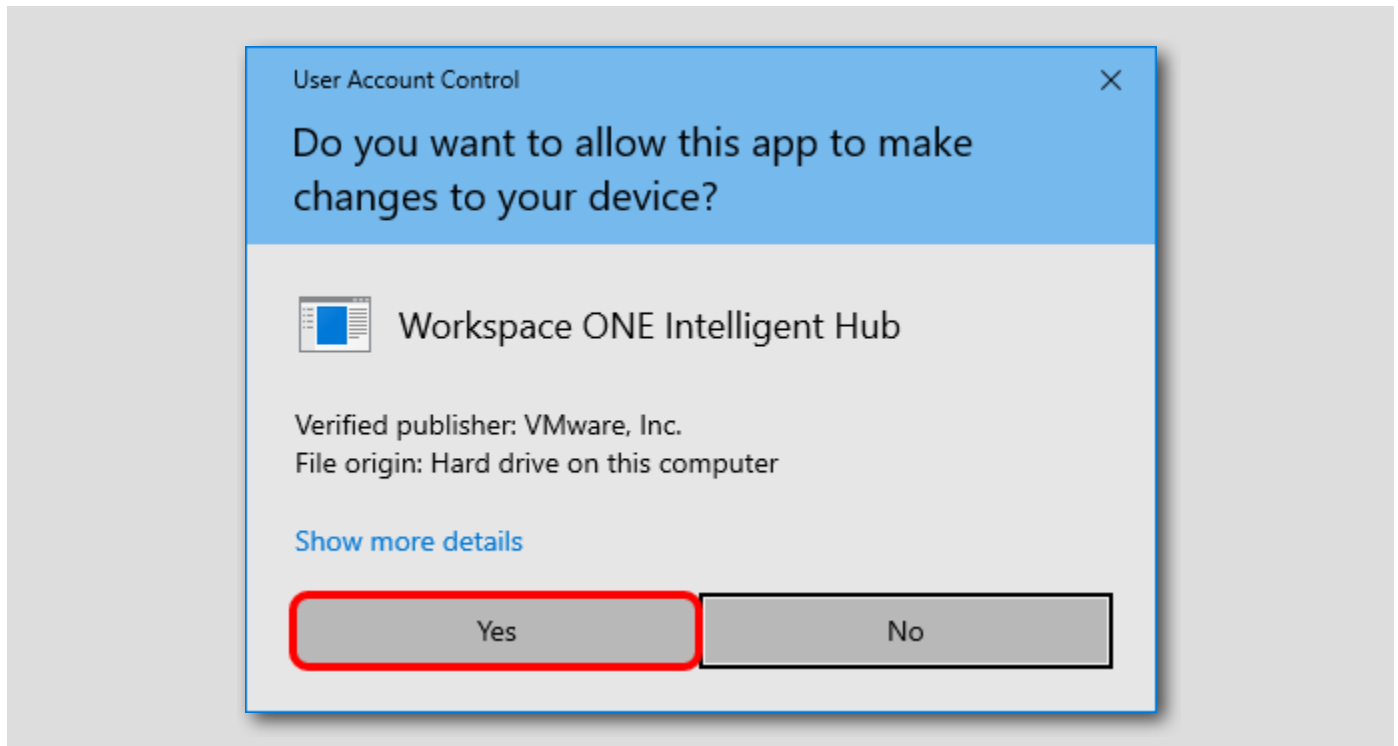 User Account Control
Do you want to allow this app to make
changes to your device?
Workspace ONE Intelligent Hub
Verified publisher: VMware, Inc.
File origin: Hard drive on this computer
Show more details
Yes
No